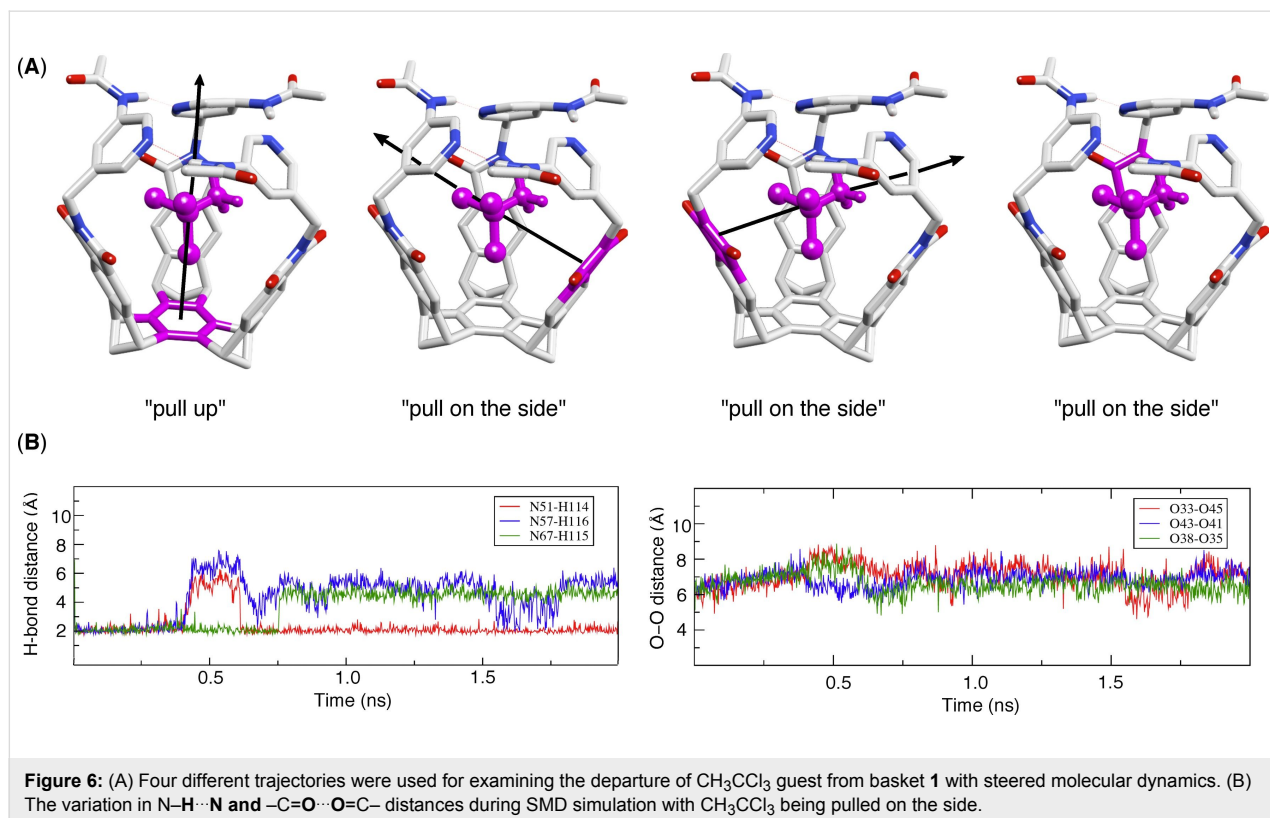 (A)
"pull up" "pull on the side" "pull on the side" "pull on the side"
(B)
H-bond distance (Å)
10
8
6
4
2
N51-H114
N57-H116
N67-H115
0.5 1.0 1.5
Time (ns)
O–O distance (Å)
10
8
6
4
O33-O45
O43-O41
O38-O35
0.5 1.0 1.5
Time (ns)
Figure 6: (A) Four different trajectories were used for examining the departure of CH₃CCl₃ guest from basket 1 with steered molecular dynamics. (B)
The variation in N–H···N and –C=O···O=C– distances during SMD simulation with CH₃CCl₃ being pulled on the side.